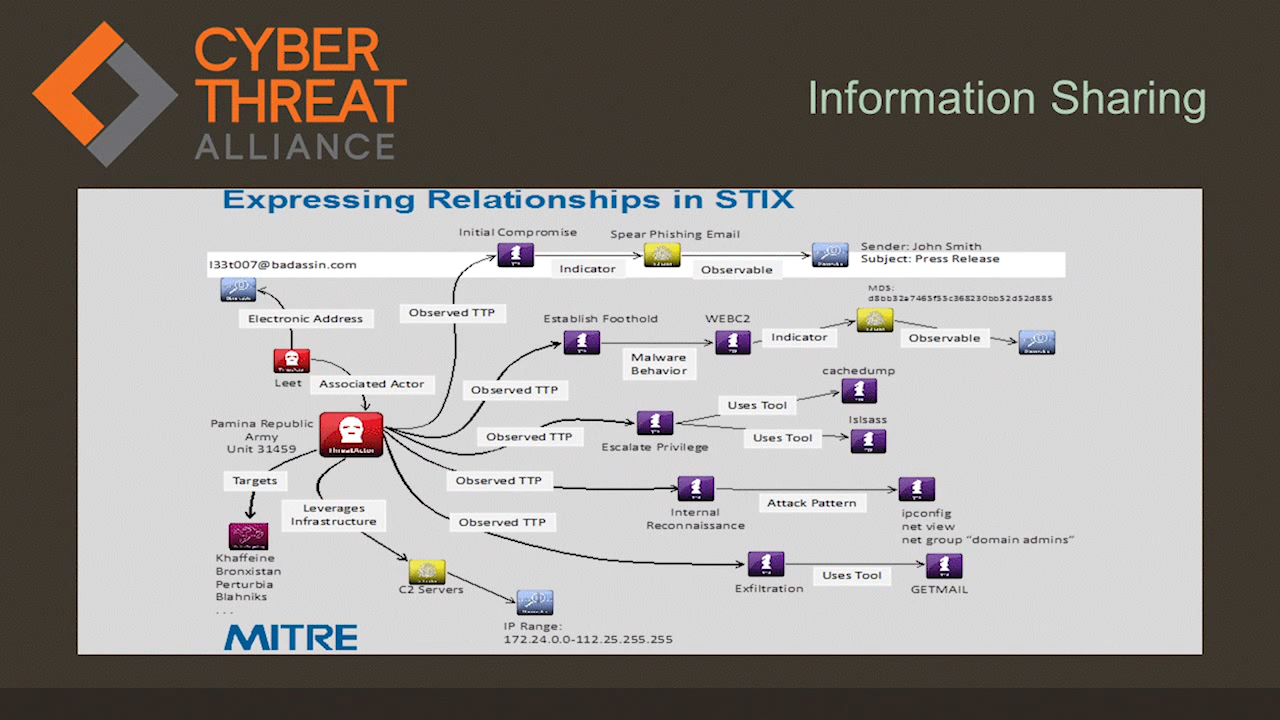 CYBER
THREAT
ALLIANCE
Information Sharing
Expressing Relationships in STIX
Initial Compromise
Spear Phishing Email
Sender: John Smith
Subject: Press Release
l33t007@badassin.com
Indicator
Observable
MD5:
d8bb32a7465f55c368230bb52d52d885
Electronic Address
Observed TTP
Establish Foothold
WEBC2
Indicator
Observable
Malware
Behavior
Leet
Associated Actor
Observed TTP
cachedump
Uses Tool
lslsass
Pamina Republic
Army
Unit 31459
ThreatActor
Observed TTP
Escalate Privilege
Uses Tool
Targets
Observed TTP
Internal
Reconnaissance
Attack Pattern
ipconfig
net view
net group “domain admins”
Leverages
Infrastructure
Observed TTP
Khaffeine
Bronxistan
Perturbia
Blahniks
. . .
C2 Servers
Exfiltration
Uses Tool
GETMAIL
IP Range:
172.24.0.0-112.25.255.255
MITRE